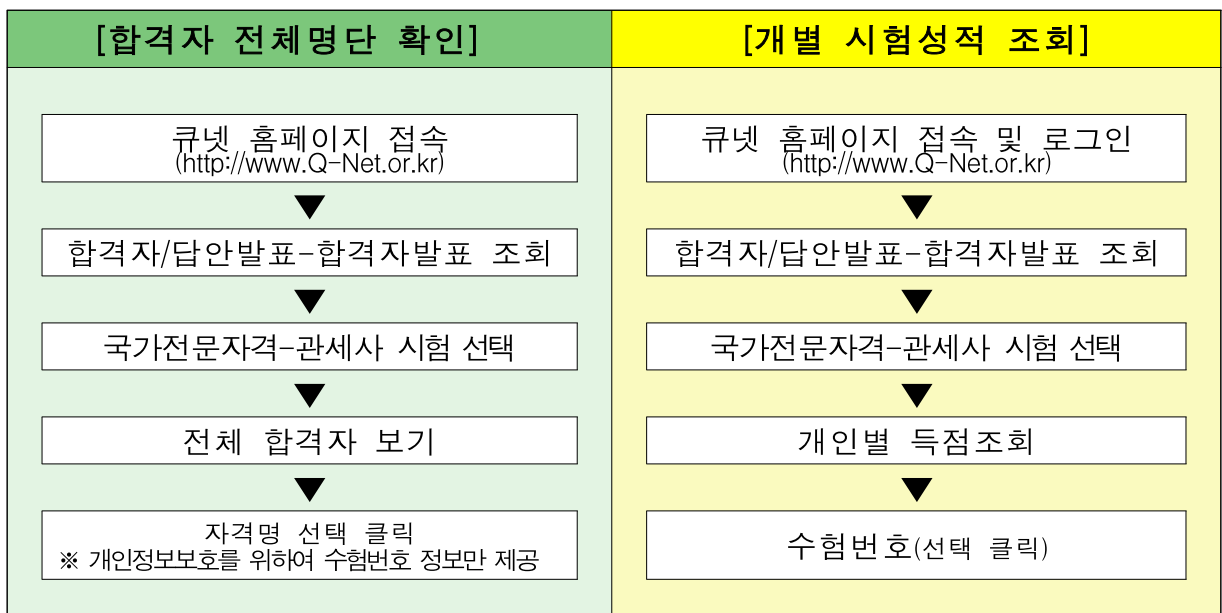 [합격자 전체명단 확인]
큐넷 홈페이지 접속
(http://www.Q-Net.or.kr)
합격자/답안발표-합격자발표 조회
국가전문자격-관세사 시험 선택
전체 합격자 보기
자격명 선택 클릭
※ 개인정보보호를 위하여 수험번호 정보만 제공
[개별 시험성적 조회]
큐넷 홈페이지 접속 및 로그인
(http://www.Q-Net.or.kr)
합격자/답안발표-합격자발표 조회
국가전문자격-관세사 시험 선택
개인별 득점조회
수험번호(선택 클릭)